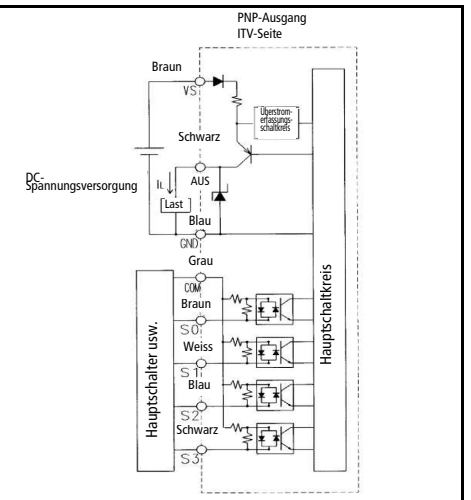 PNP-Ausgang
ITV-Seite
Braun
VS
Überstrom-
erfassungs-
schaltkreis
Schwarz
AUS
DC-
Spannungsversorgung
IL
Last
Blau
GND
Grau
COM
Braun
S0
Weiss
S1
Blau
S2
Schwarz
S3
Hauptschalter usw.
Hauptschaltkreis